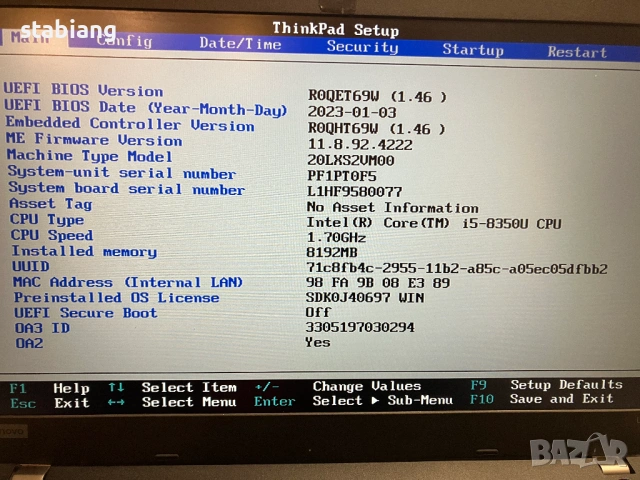 stabiang
ThinkPad Setup
Main Config Date/Time Security Startup Restart
UEFI BIOS Version R0QET69W (1.46 )
UEFI BIOS Date (Year-Month-Day) 2023-01-03
Embedded Controller Version R0QHT69W (1.46 )
ME Firmware Version 11.8.92.4222
Machine Type Model 20LXS2VM00
System-unit serial number PF1PT0F5
System board serial number L1HF9580077
Asset Tag No Asset Information
CPU Type Intel(R) Core(TM) i5-8350U CPU
CPU Speed 1.70GHz
Installed memory 8192MB
UUID 71c8fb4c-2955-11b2-a85c-a05ec05dfbb2
MAC Address (Internal LAN) 98 FA 9B 08 E3 89
Preinstalled OS License SDK0J40697 WIN
UEFI Secure Boot Off
OA3 ID 3305197030294
OA2 Yes
F1 Help ↑↓ Select Item +/- Change Values F9 Setup Defaults
Esc Exit ←→ Select Menu Enter Select ▶ Sub-Menu F10 Save and Exit
BAZAR